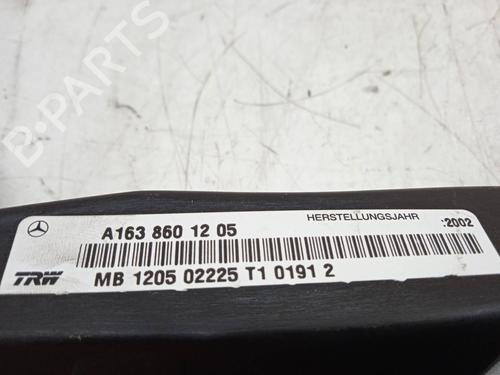 B-PARTS
A163 860 12 05
HERSTELLUNGSJAHR :2002
TRW
MB 1205 02225 T1 0191 2